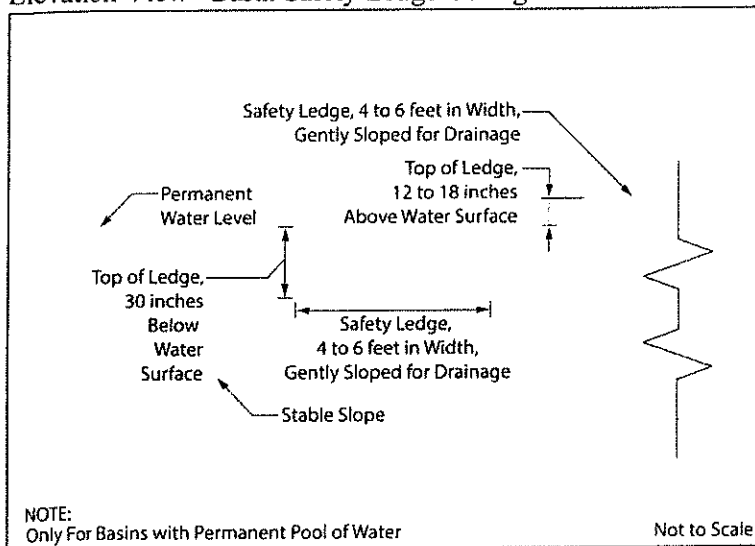 Elevation View - Basin Safety Ledge
Safety Ledge, 4 to 6 feet in Width,
Gently Sloped for Drainage
Top of Ledge,
12 to 18 inches
Above Water Surface
Permanent
Water Level
Top of Ledge,
30 inches
Below
Water
Surface
Safety Ledge,
4 to 6 feet in Width,
Gently Sloped for Drainage
Stable Slope
NOTE:
Only For Basins with Permanent Pool of Water
Not to Scale